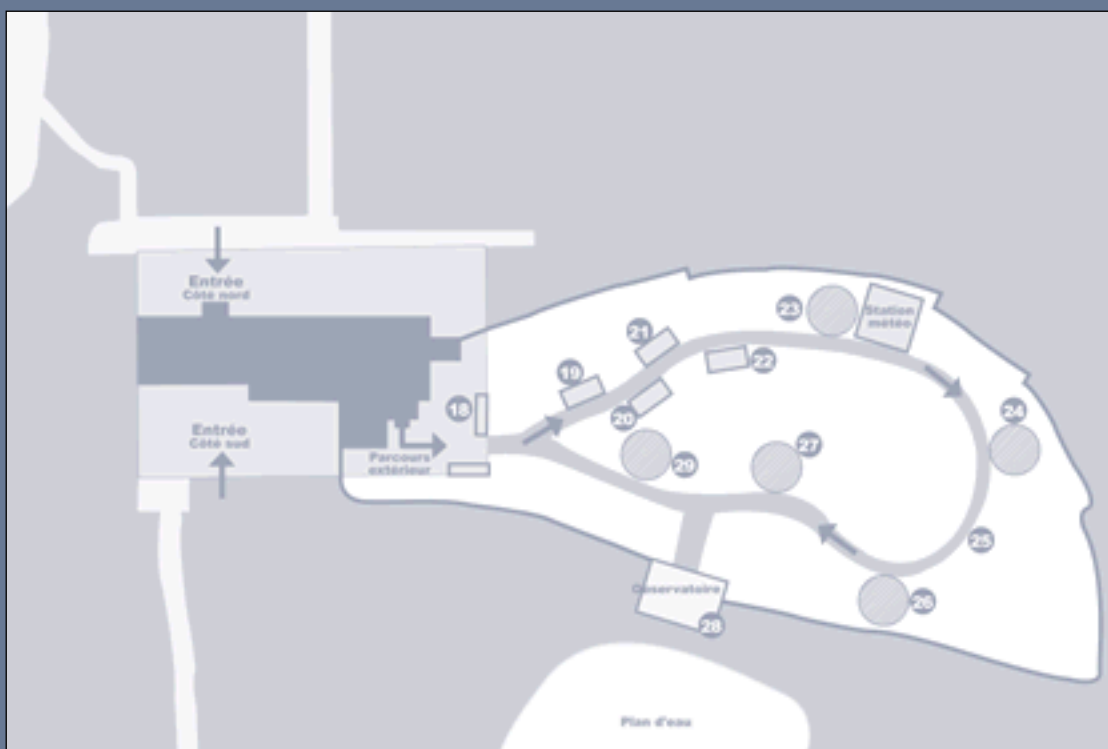 Entrée
Côté nord
23
Station
météo
21
22
19
18
20
24
Entrée
Côté sud
27
Parcours
extérieur
29
25
Observatoire
26
28
Plan d'eau